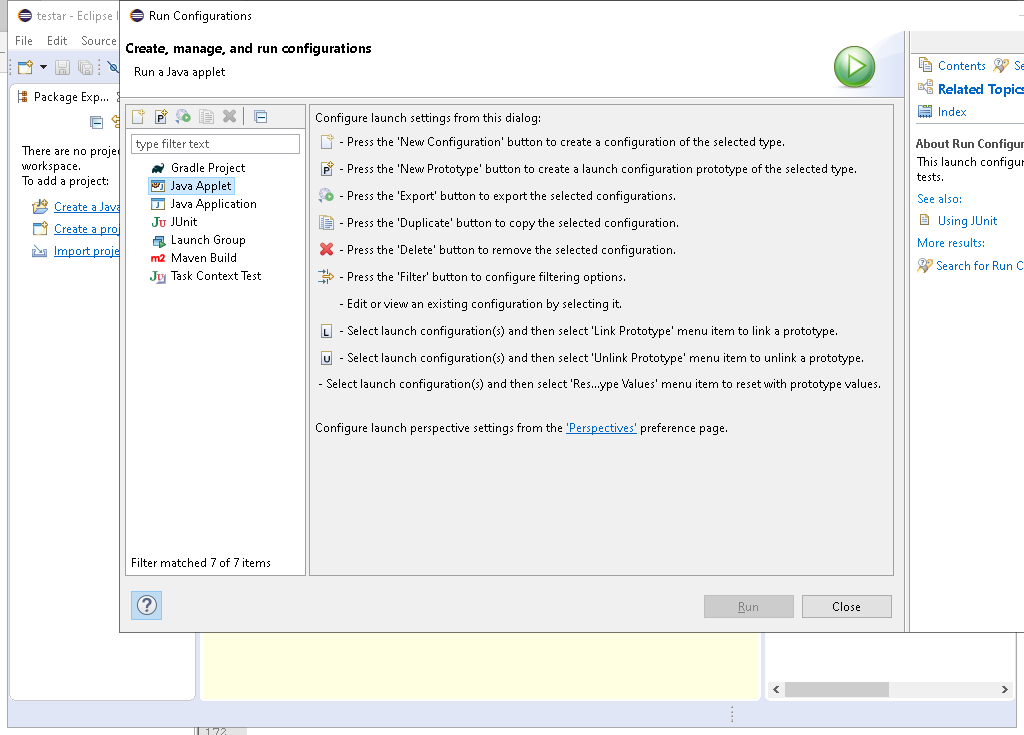 testar - Eclipse
File Edit Source
Package Exp...
There are no
workspace.
To add a project:
Create a Java
Create a
Import
Run Configurations
Create, manage, and run configurations
Run a Java applet
type filter text
Gradle Project
Java Applet
Java Application
JUnit
Launch Group
Maven Build
Task Context Test
Filter matched 7 of 7 items
Configure launch settings from this dialog:
- Press the 'New Configuration' button to create a configuration of the selected type.
- Press the 'New Prototype' button to create a launch configuration prototype of the selected type.
- Press the 'Export' button to export the selected configurations.
- Press the 'Duplicate' button to copy the selected configuration.
- Press the 'Delete' button to remove the selected configuration.
- Press the 'Filter' button to configure filtering options.
- Edit or view an existing configuration by selecting it.
- Select launch configuration(s) and then select 'Link Prototype' menu item to link a prototype.
- Select launch configuration(s) and then select 'Unlink Prototype' menu item to unlink a prototype.
- Select launch configuration(s) and then select 'Res...ype Values' menu item to reset with prototype values.
Configure launch perspective settings from the 'Perspectives' preference page.
Run Close
Contents
Related Topics
Index
About Run
This launch
tests.
See also:
Using JUnit
More results:
Search for Run
172